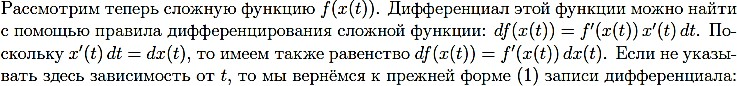 Рассмотрим теперь сложную функцию f(x(t)). Дифференциал этой функции можно найти
с помощью правила дифференцирования сложной функции: df(x(t)) = f′(x(t)) x′(t) dt. По-
скольку x′(t) dt = dx(t), то имеем также равенство df(x(t)) = f′(x(t)) dx(t). Если не указы-
вать здесь зависимость от t, то мы вернёмся к прежней форме (1) записи дифференциала: